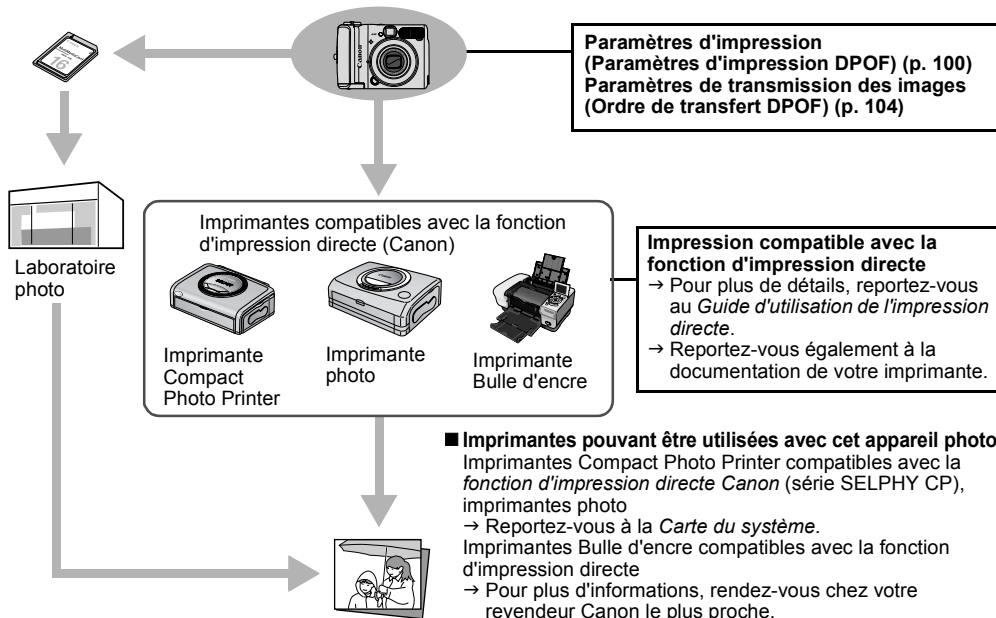 Paramètres d'impression
(Paramètres d'impression DPOF) (p. 100)
Paramètres de transmission des images
(Ordre de transfert DPOF) (p. 104)
16
Canon
Laboratoire
photo
Imprimantes compatibles avec la fonction
d'impression directe (Canon)
Imprimante
Compact
Photo Printer
Imprimante
photo
Imprimante
Bulle d'encre
Impression compatible avec la
fonction d'impression directe
→ Pour plus de détails, reportez-vous
au Guide d'utilisation de l'impression
directe.
→ Reportez-vous également à la
documentation de votre imprimante.
■ Imprimantes pouvant être utilisées avec cet appareil photo
Imprimantes Compact Photo Printer compatibles avec la
fonction d'impression directe Canon (série SELPHY CP),
imprimantes photo
→ Reportez-vous à la Carte du système.
Imprimantes Bulle d'encre compatibles avec la fonction
d'impression directe
→ Pour plus d'informations, rendez-vous chez votre
revendeur Canon le plus proche.